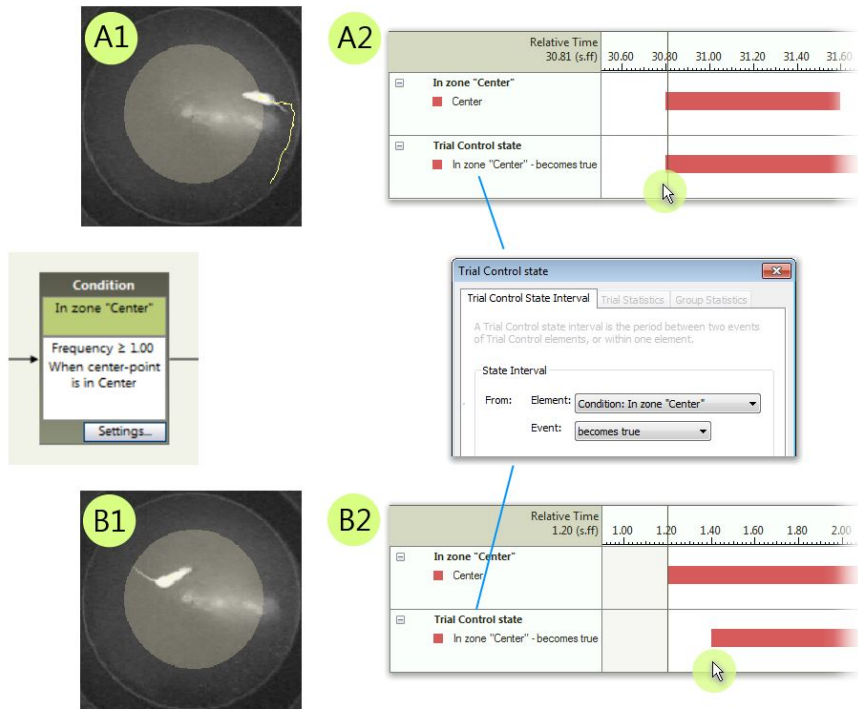 A1
A2
Relative Time
30.81 (s.ff)
30.60 30.80 31.00 31.20 31.40 31.60
In zone "Center"
Center
Trial Control state
In zone "Center" - becomes true
Condition
In zone "Center"
Frequency ≥ 1.00
When center-point
is in Center
Settings...
Trial Control state
Trial Control State Interval Trial Statistics Group Statistics
A Trial Control state interval is the period between two events
of Trial Control elements, or within one element.
State Interval
From: Element: Condition: In zone "Center"
Event: becomes true
B1
B2
Relative Time
1.20 (s.ff)
1.00 1.20 1.40 1.60 1.80 2.00
In zone "Center"
Center
Trial Control state
In zone "Center" - becomes true